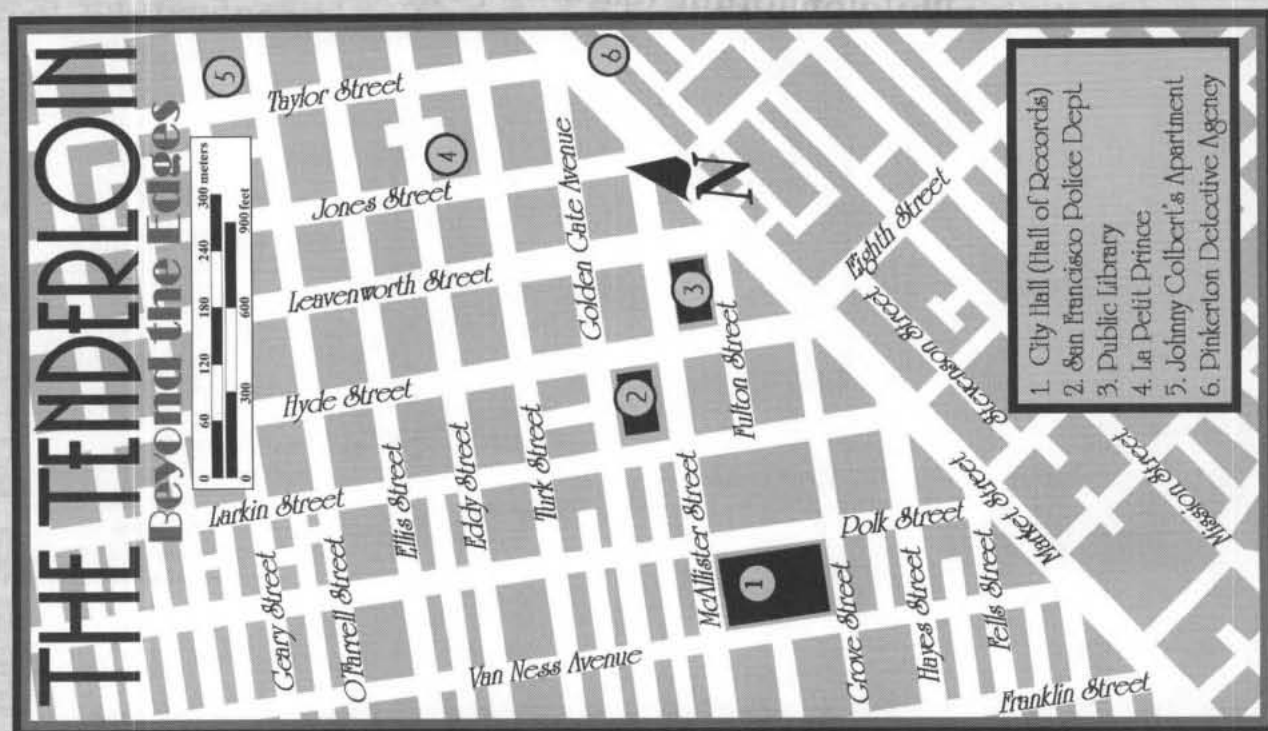 THE TENDERLOIN
Beyond the Edges
0 60 120 180 240 300 meters
0 300 600 900 feet
Taylor Street
Jones Street
Leavenworth Street
Hyde Street
Larkin Street
Polk Street
Van Ness Avenue
Franklin Street
Geary Street
O'Farrell Street
Ellis Street
Eddy Street
Turk Street
Golden Gate Avenue
McAllister Street
Fulton Street
Grove Street
Hayes Street
Fells Street
Market Street
Stevenson Street
Mission Street
Eighth Street
N
1
2
3
4
5
6
1. City Hall (Hall of Records)
2. San Francisco Police Dept.
3. Public Library
4. La Petit Prince
5. Johnny Colbert's Apartment
6. Pinkerton Detective Agency